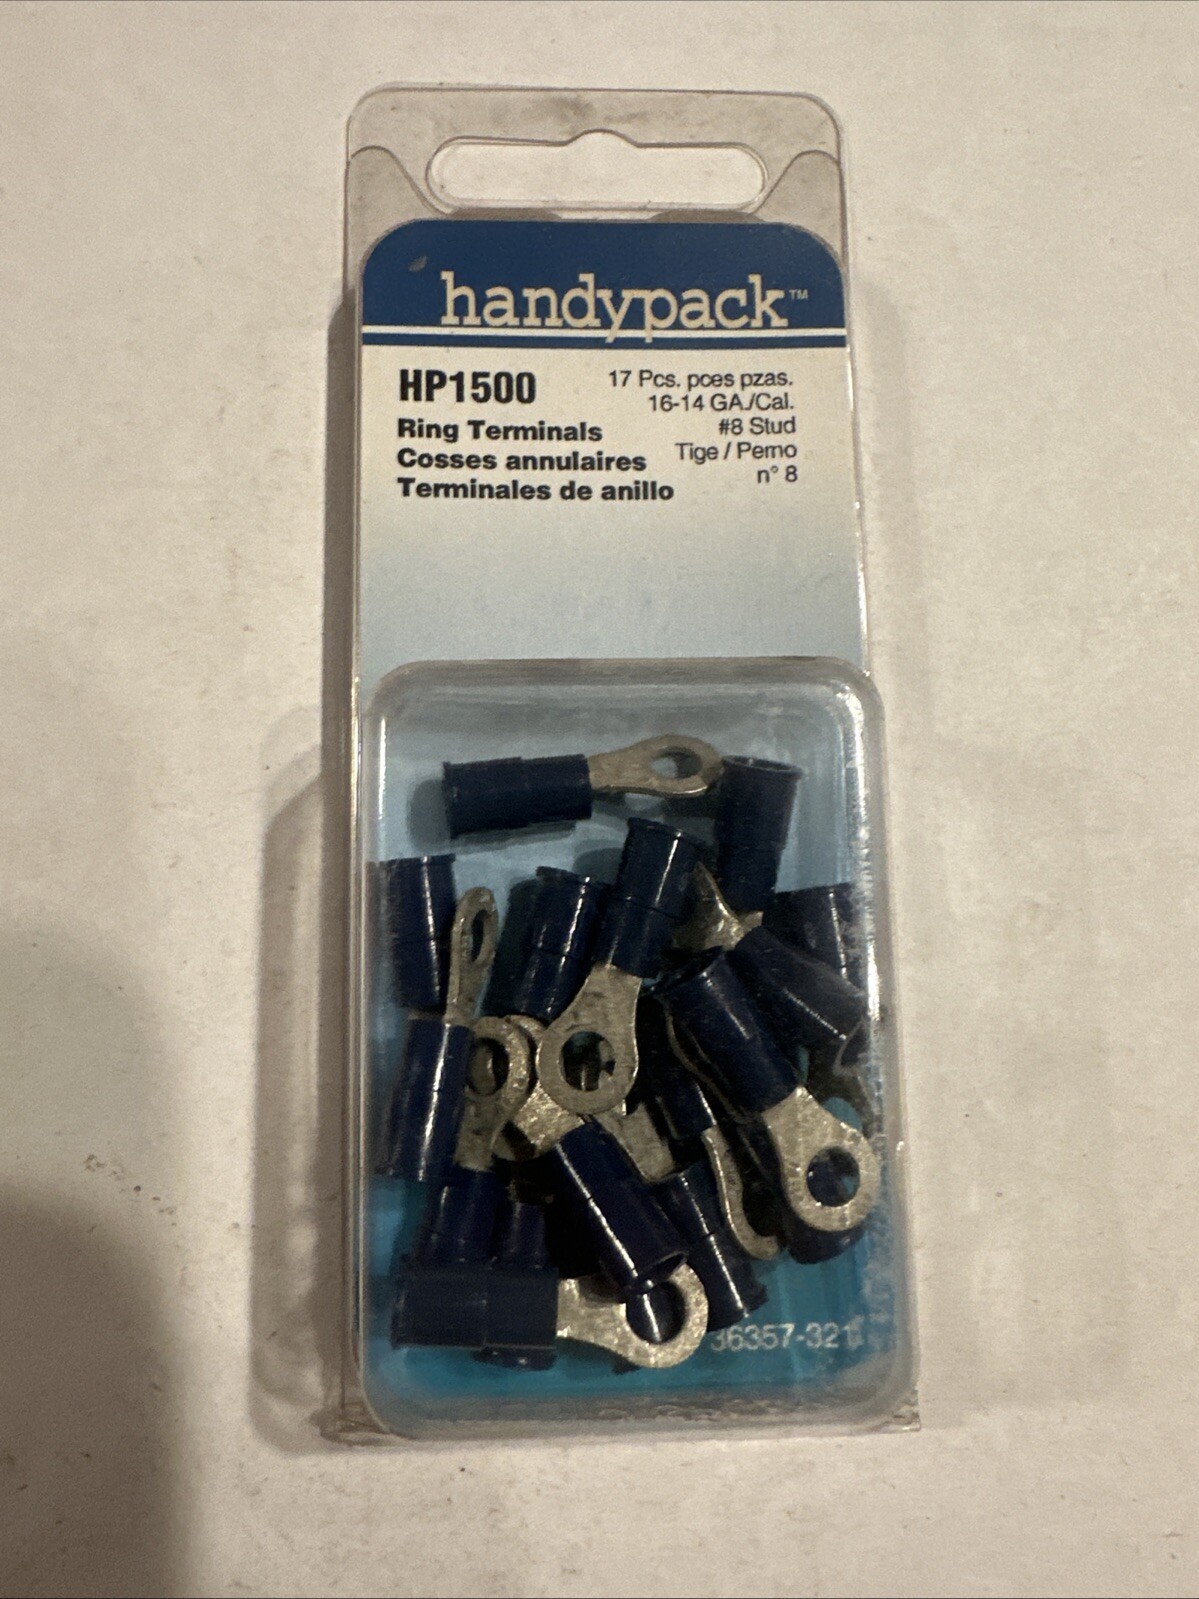 handypack™
HP1500
Ring Terminals
Cosses annulaires
Terminales de anillo
17 Pcs. pces pzas.
16-14 GA./Cal.
#8 Stud
Tige / Perno
n° 8
36357-321